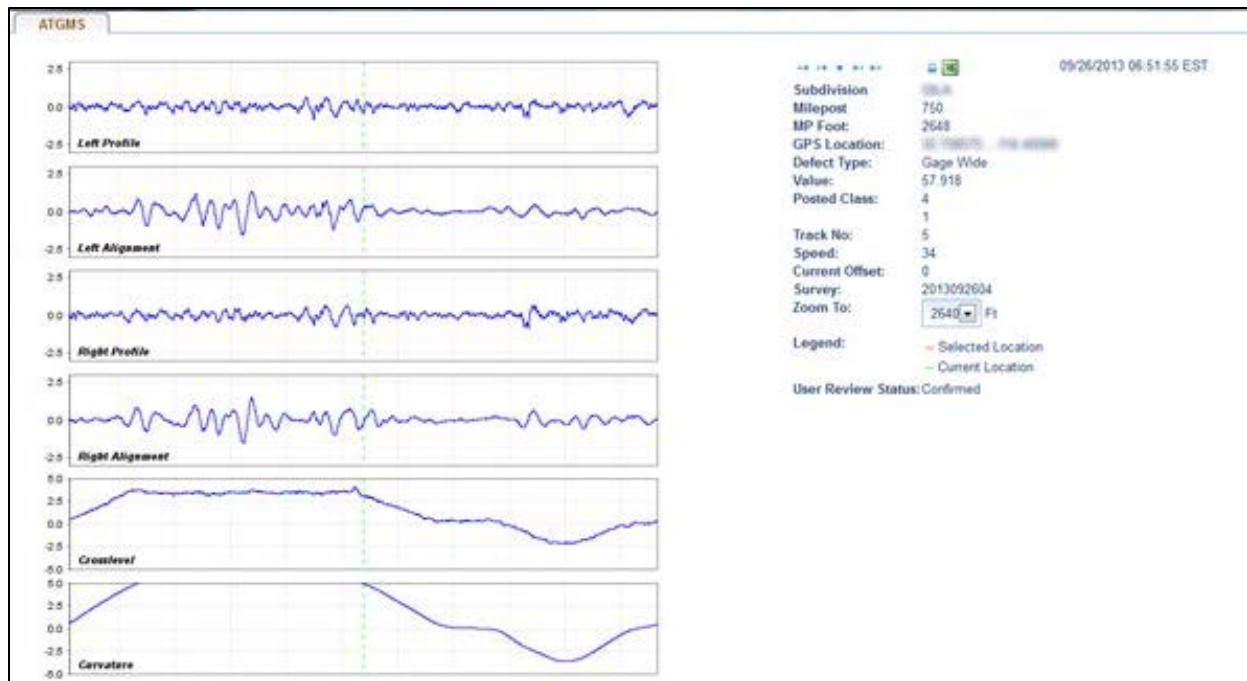 ATGMS
2.5
0.0
-2.5
Left Profile
2.5
0.0
-2.5
Left Alignment
2.5
0.0
-2.5
Right Profile
2.5
0.0
-2.5
Right Alignment
5.0
2.5
0.0
-2.5
Crosslevel
5.0
2.5
0.0
-2.5
-5.0
Curvature
09/26/2013 06:51:55 EST
Subdivision
Milepost 750
MP Foot: 2648
GPS Location:
Defect Type: Gage Wide
Value: 57.918
Posted Class: 4
1
Track No: 5
Speed: 34
Current Offset: 0
Survey: 2013092604
Zoom To: 2640 Ft
Legend: - Selected Location
- Current Location
User Review Status: Confirmed